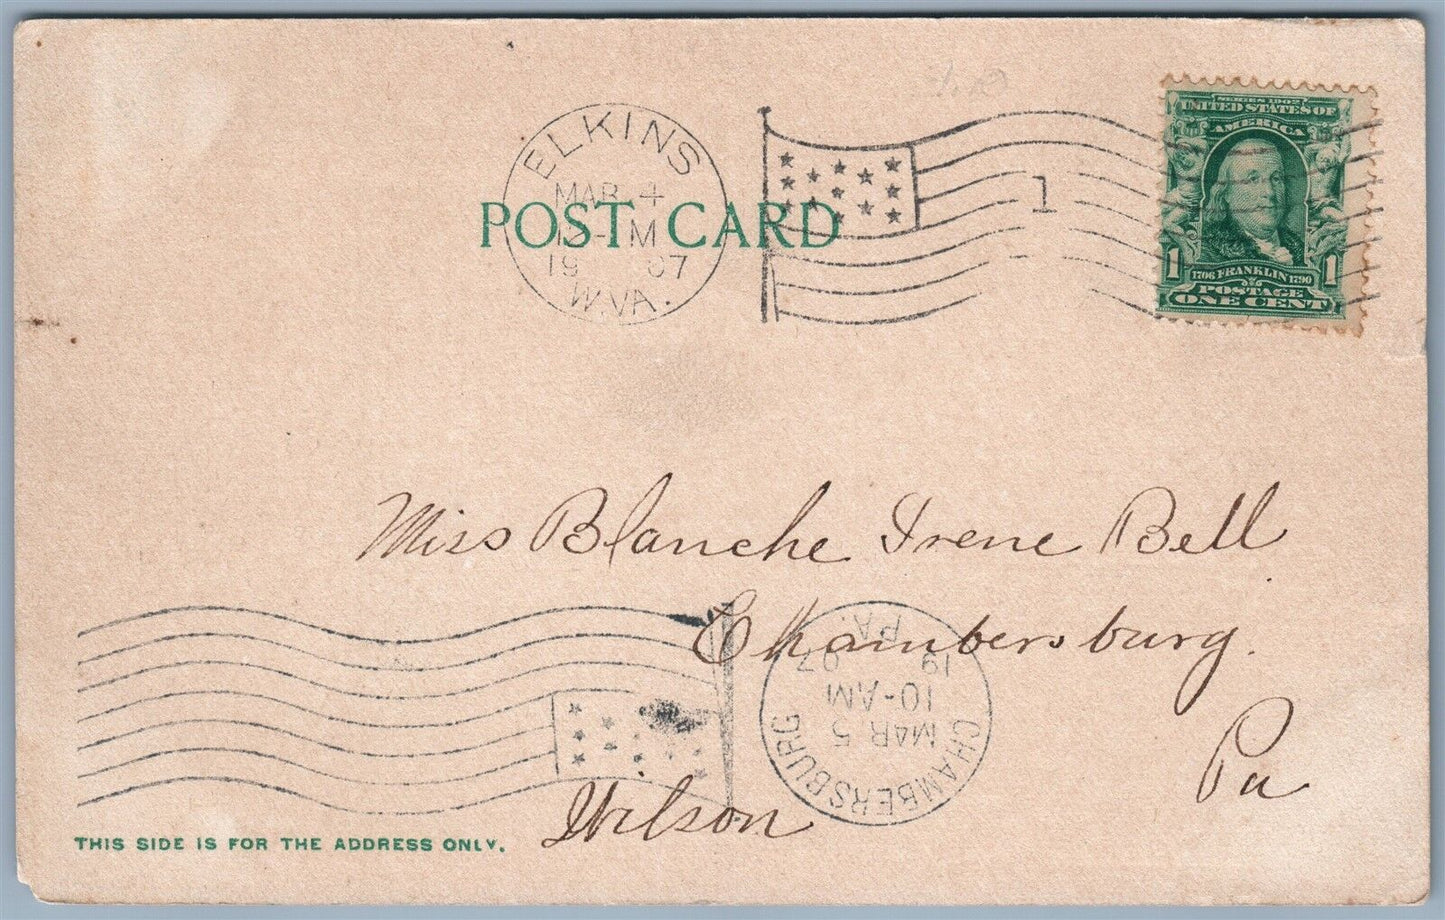 SERIES 1902
UNITED STATES OF
AMERICA
1 1706 FRANKLIN 1790 1
POSTAGE
ONE CENT
ELKINS
MAR 4
M
19 07
W.VA.
1
POST CARD
Miss Blanche Irene Bell
Chambersburg.
Pa
Wilson
CHAMBERSBURG
MAR 5
10-AM
19 07
PA.
THIS SIDE IS FOR THE ADDRESS ONLY.